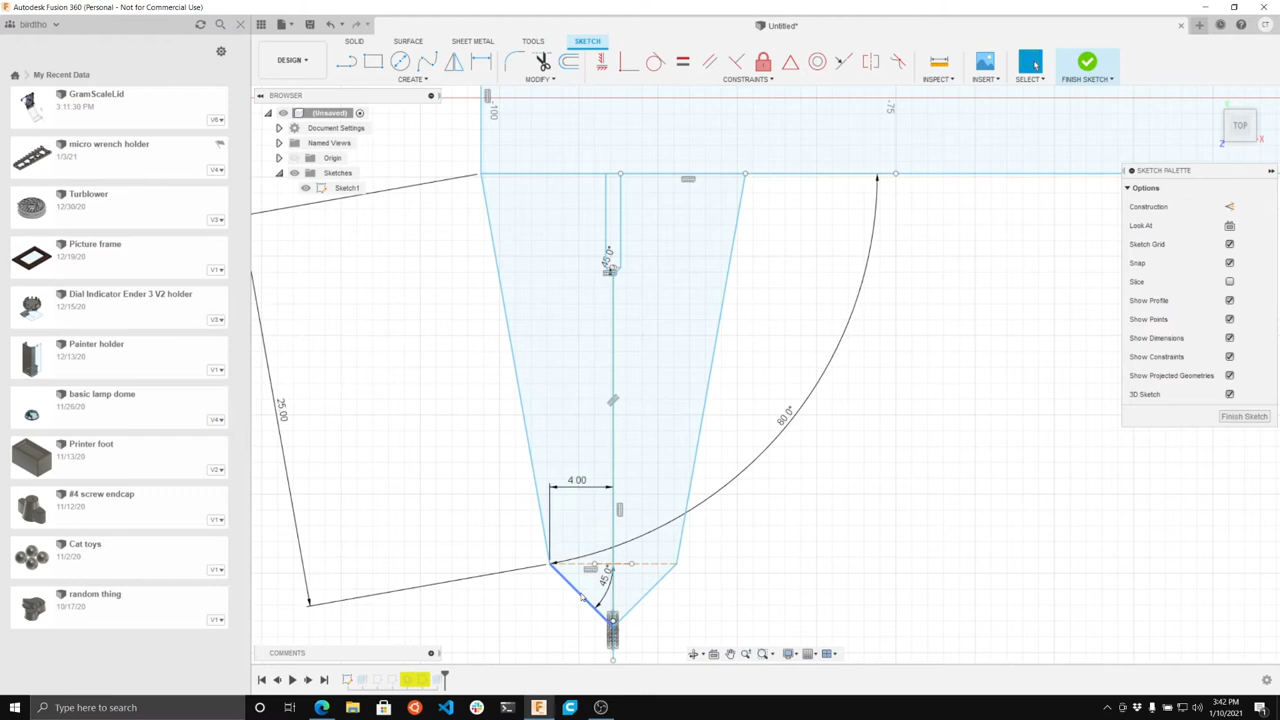 Autodesk Fusion 360 (Personal - Not for Commercial Use)
birdtho
Untitled*
CT
My Recent Data
GramScaleLid
3:11:30 PM
V6
micro wrench holder
1/3/21
V4
Turblower
12/30/20
V3
Picture frame
12/19/20
V1
Dial Indicator Ender 3 V2 holder
12/15/20
V3
Painter holder
12/13/20
V1
basic lamp dome
11/26/20
V4
Printer foot
11/13/20
V2
#4 screw endcap
11/12/20
V1
Cat toys
11/2/20
V1
random thing
10/17/20
V1
DESIGN
SOLID
SURFACE
SHEET METAL
TOOLS
SKETCH
CREATE
MODIFY
CONSTRAINTS
INSPECT
INSERT
SELECT
FINISH SKETCH
BROWSER
(Unsaved)
Document Settings
Named Views
Origin
Sketches
Sketch1
-100
-75
45.0°
80.0°
25.00
4.00
45.0°
TOP
Z
X
SKETCH PALETTE
Options
Construction
Look At
Sketch Grid
Snap
Slice
Show Profile
Show Points
Show Dimensions
Show Constraints
Show Projected Geometries
3D Sketch
Finish Sketch
COMMENTS
Type here to search
3:42 PM
1/10/2021